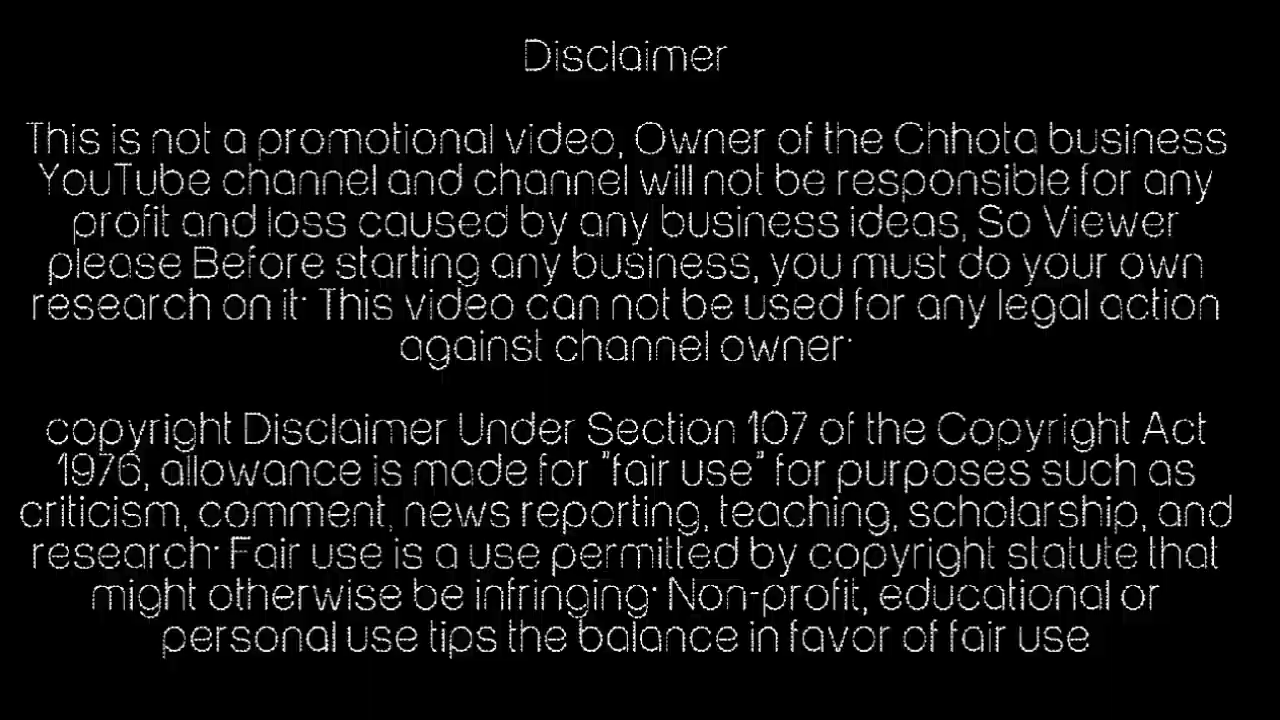 Disclaimer
This is not a promotional video, Owner of the Chhota business
YouTube channel and channel will not be responsible for any
profit and loss caused by any business ideas, So Viewer
please Before starting any business, you must do your own
research on it. This video can not be used for any legal action
against channel owner.
copyright Disclaimer Under Section 107 of the Copyright Act
1976, allowance is made for "fair use" for purposes such as
criticism, comment, news reporting, teaching, scholarship, and
research. Fair use is a use permitted by copyright statute that
might otherwise be infringing. Non-profit, educational or
personal use tips the balance in favor of fair use